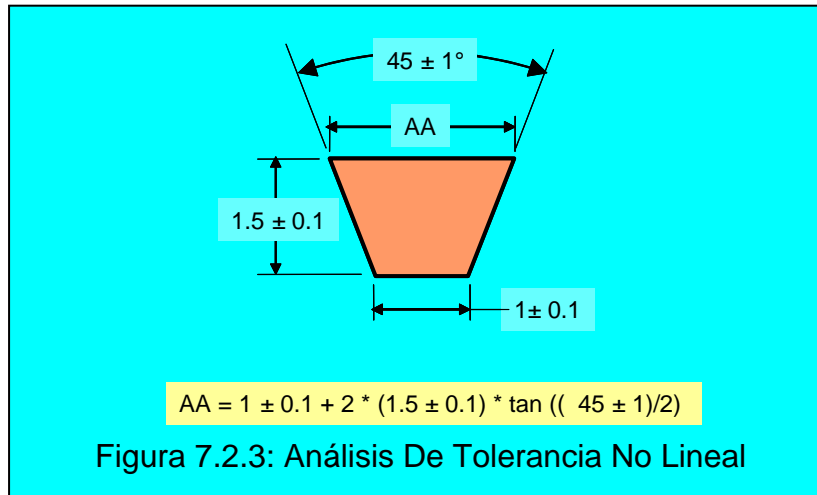 45 ± 1°
AA
1.5 ± 0.1
1± 0.1
AA = 1 ± 0.1 + 2 * (1.5 ± 0.1) * tan (( 45 ± 1)/2)
Figura 7.2.3: Análisis De Tolerancia No Lineal